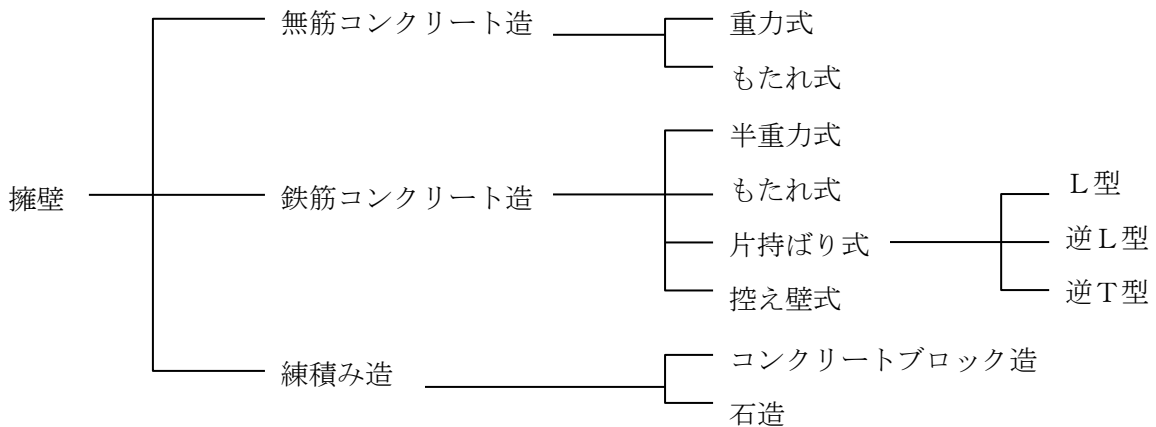 擁壁
無筋コンクリート造
重力式
もたれ式
鉄筋コンクリート造
半重力式
もたれ式
片持ばり式
Ｌ型
逆Ｌ型
逆Ｔ型
控え壁式
練積み造
コンクリートブロック造
石造